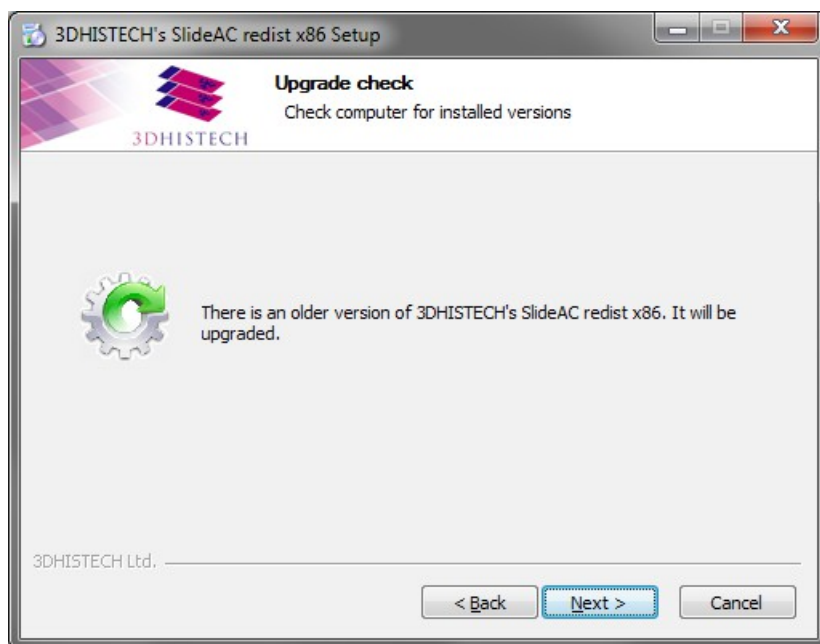 3DHISTECH's SlideAC redist x86 Setup
Upgrade check
Check computer for installed versions
3DHISTECH
There is an older version of 3DHISTECH's SlideAC redist x86. It will be
upgraded.
3DHISTECH Ltd.
< Back
Next >
Cancel